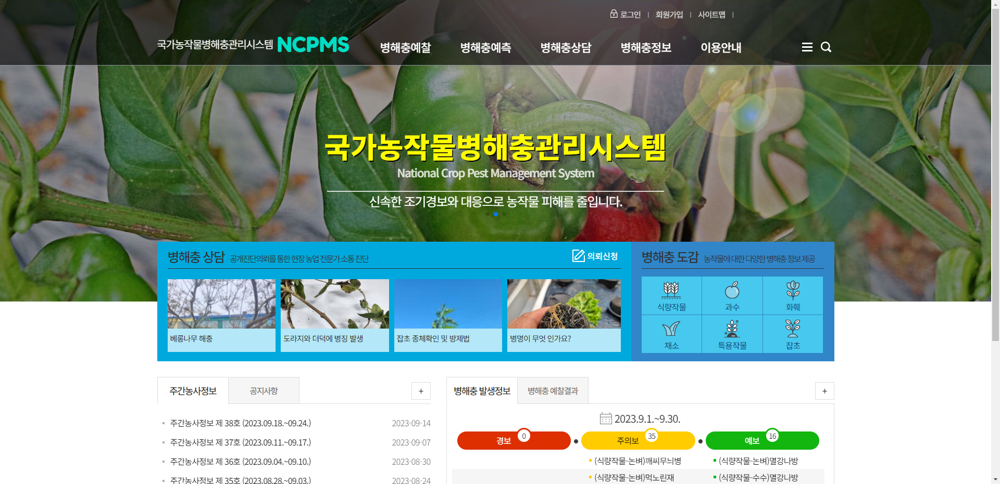 로그인 | 회원가입 | 사이트맵 |
국가농작물병해충관리시스템 NCPMS
병해충예찰 병해충예측 병해충상담 병해충정보 이용안내
국가농작물병해충관리시스템
National Crop Pest Management System
신속한 조기경보와 대응으로 농작물 피해를 줄입니다.
병해충 상담 공개진단의뢰를 통한 현장 농업 전문가 소통 진단
의뢰신청
베롱나무 해충
도라지와 더덕에 병징 발생
잡초 종체확인 및 방제법
병명이 무엇 인가요?
병해충 도감 농작물에 대한 다양한 병해충 정보 제공
식량작물 과수 화훼
채소 특용작물 잡초
주간농사정보 공지사항 +
주간농사정보 제 38호 (2023.09.18.~09.24.) 2023-09-14
주간농사정보 제 37호 (2023.09.11.~09.17.) 2023-09-07
주간농사정보 제 36호 (2023.09.04.~09.10.) 2023-08-30
주간농사정보 제 35호 (2023.08.28.~09.03.) 2023-08-24
병해충 발생정보 병해충 예찰결과 +
2023.9.1.~9.30.
경보 0 주의보 35 예보 16
(식량작물-논벼)깨씨무늬병 (식량작물-논벼)멸강나방
(식량작물-논벼)먹노린재 (식량작물-수수)멸강나방